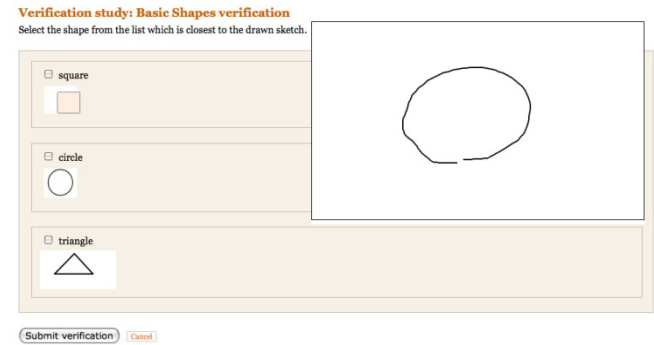 Verification study: Basic Shapes verification
Select the shape from the list which is closest to the drawn sketch.
square
circle
triangle
Submit verification
Cancel